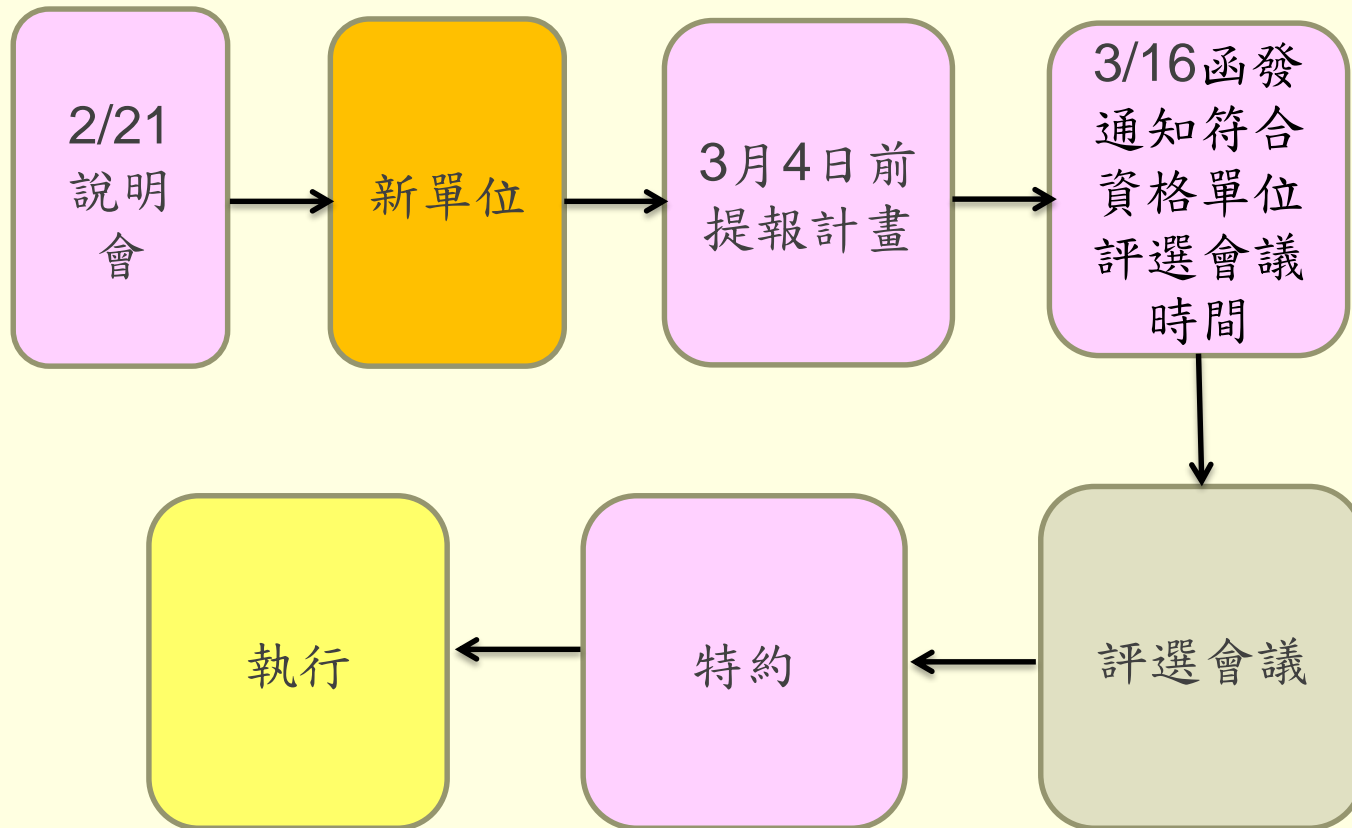 2/21
說明
會
新單位
3月4日前
提報計畫
3/16函發
通知符合
資格單位
評選會議
時間
評選會議
特約
執行